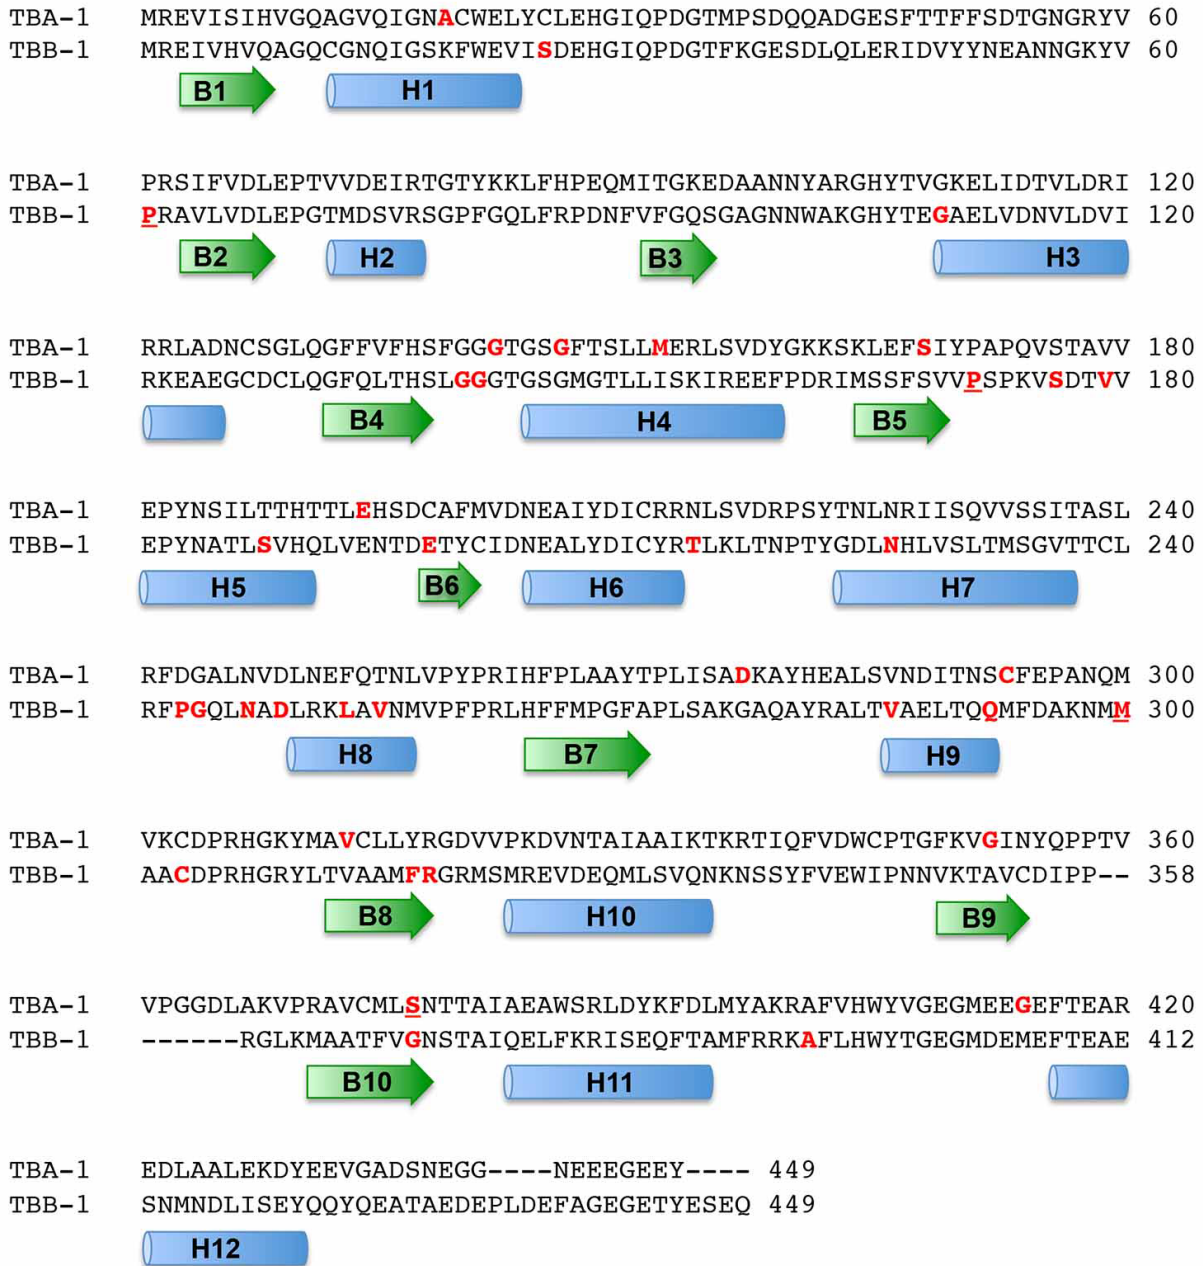 TBA-1 MREVISIHVGQAGVQIGNACWELYCLEHGIQPDGTMPSDQQADGESFTTFFSDTGNGRYV 60
TBB-1 MREIVHVQAGQCGNQIGSKFWEVISDEHGIQPDGTFKGESDLQLERIDVYYNEANNGKYV 60
B1 H1
TBA-1 PRSIFVDLEPTVVDEIRTGTYKKLFHPEQMITGKEDAANNYARGHYTVGKELIDTVLDRI 120
TBB-1 PRAVLVDLEPGTMDSVRSGPFGQLFRPDNFVFGQSGAGNNWAKGHYTEGAELVDNVLDVI 120
B2 H2 B3 H3
TBA-1 RRLADNCSGLQGFFVFHSFGGGTGSGFTSLLMERLSVDYGKKSKLEFSIYPAPQVSTAVV 180
TBB-1 RKEAEGCDCLQGFQLTHSLGGGTGSGMGTLLISKIREEFPDRIMSSFSVVPSPKVSDTVV 180
B4 H4 B5
TBA-1 EPYNSILTTHTTLEHSDCAFMVDNEAIYDICRRNLSVDRPSYTNLNRIISQVVSSITASL 240
TBB-1 EPYNATLSVHQLVENTDETYCIDNEALYDICYRTLKLTNPTYGDLNHLVSLTMSGVTTCL 240
H5 B6 H6 H7
TBA-1 RFDGALNVDLNEFQTNLVPYPRIHFPLAAYTPLISADKAYHEALSVNDITNSCFEPANQM 300
TBB-1 RFPGQLNADLRKLAVNMVPFPRLHFFMPGFAPLSAKGAQAYRALTVAELTQQMFDAKNMM 300
H8 B7 H9
TBA-1 VKCDPRHGKYMAVCLLYRGDVVPKDVNTAIAAIKTKRTIQFVDWCPTGFKVGINYQPPTV 360
TBB-1 AACDPRHGRYLTVAAMFRGRMSMREVDEQMLSVQNKNSSYFVEWIPNNVKTAVCDIPP-- 358
B8 H10 B9
TBA-1 VPGGDLAKVPRAVCMLSNTTAIAEAWSRLDYKFDLMYAKRAFVHWYVGEGMEEGEFTEAR 420
TBB-1 ------RGLKMAATFVGNSTAIQELFKRISEQFTAMFRRKAFLHWYTGEGMDEMEFTEAE 412
B10 H11
TBA-1 EDLAALEKDYEEVGADSNEGG----NEEEGEEY---- 449
TBB-1 SNMNDLISEYQQYQEATAEDEPLDEFAGEGETYESEQ 449
H12